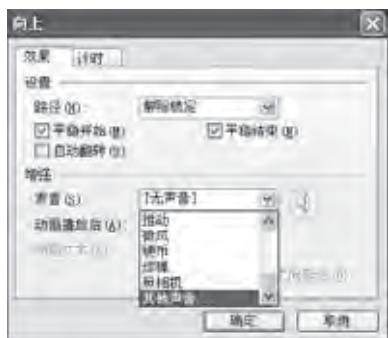 向上
效果 计时
设置
路径(H): 解除锁定
平稳开始(M) 平稳结束(N)
自动翻转(U)
增强
声音(S): [无声音]
动画播放后(A): 推动
微风
硬币
爆炸
照相机
其他声音
确定 取消